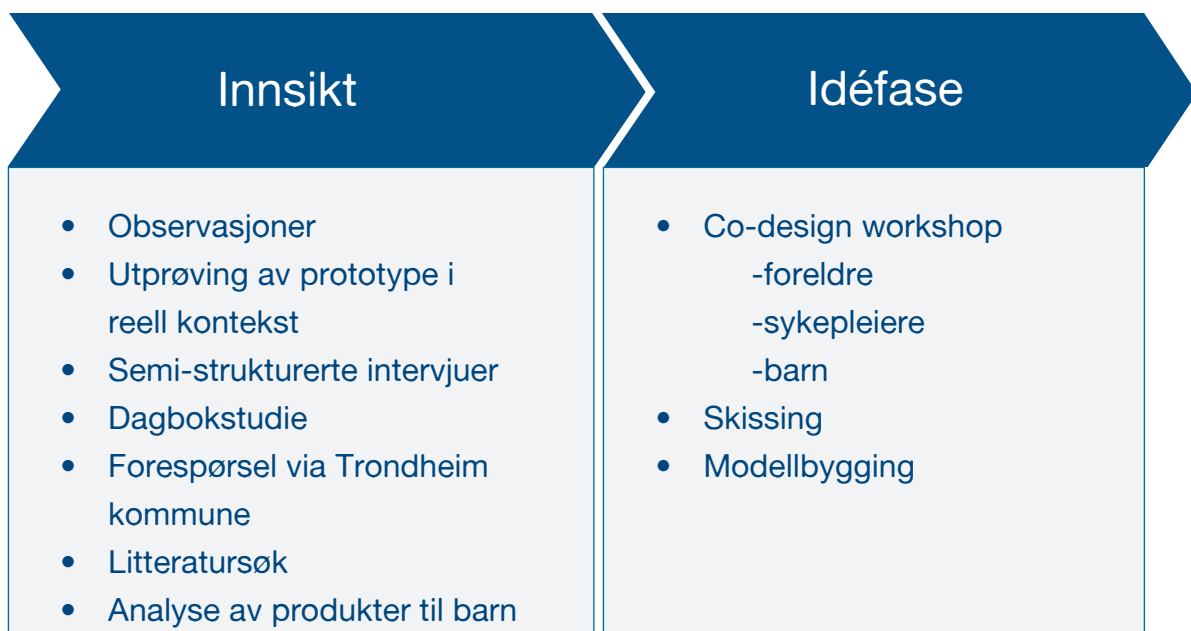 Innsikt
• Observasjoner
• Utprøving av prototype i
reell kontekst
• Semi-strukturerte intervjuer
• Dagbokstudie
• Forespørsel via Trondheim
kommune
• Litteratursøk
• Analyse av produkter til barn
Idéfase
• Co-design workshop
-foreldre
-sykepleiere
-barn
• Skissing
• Modellbygging